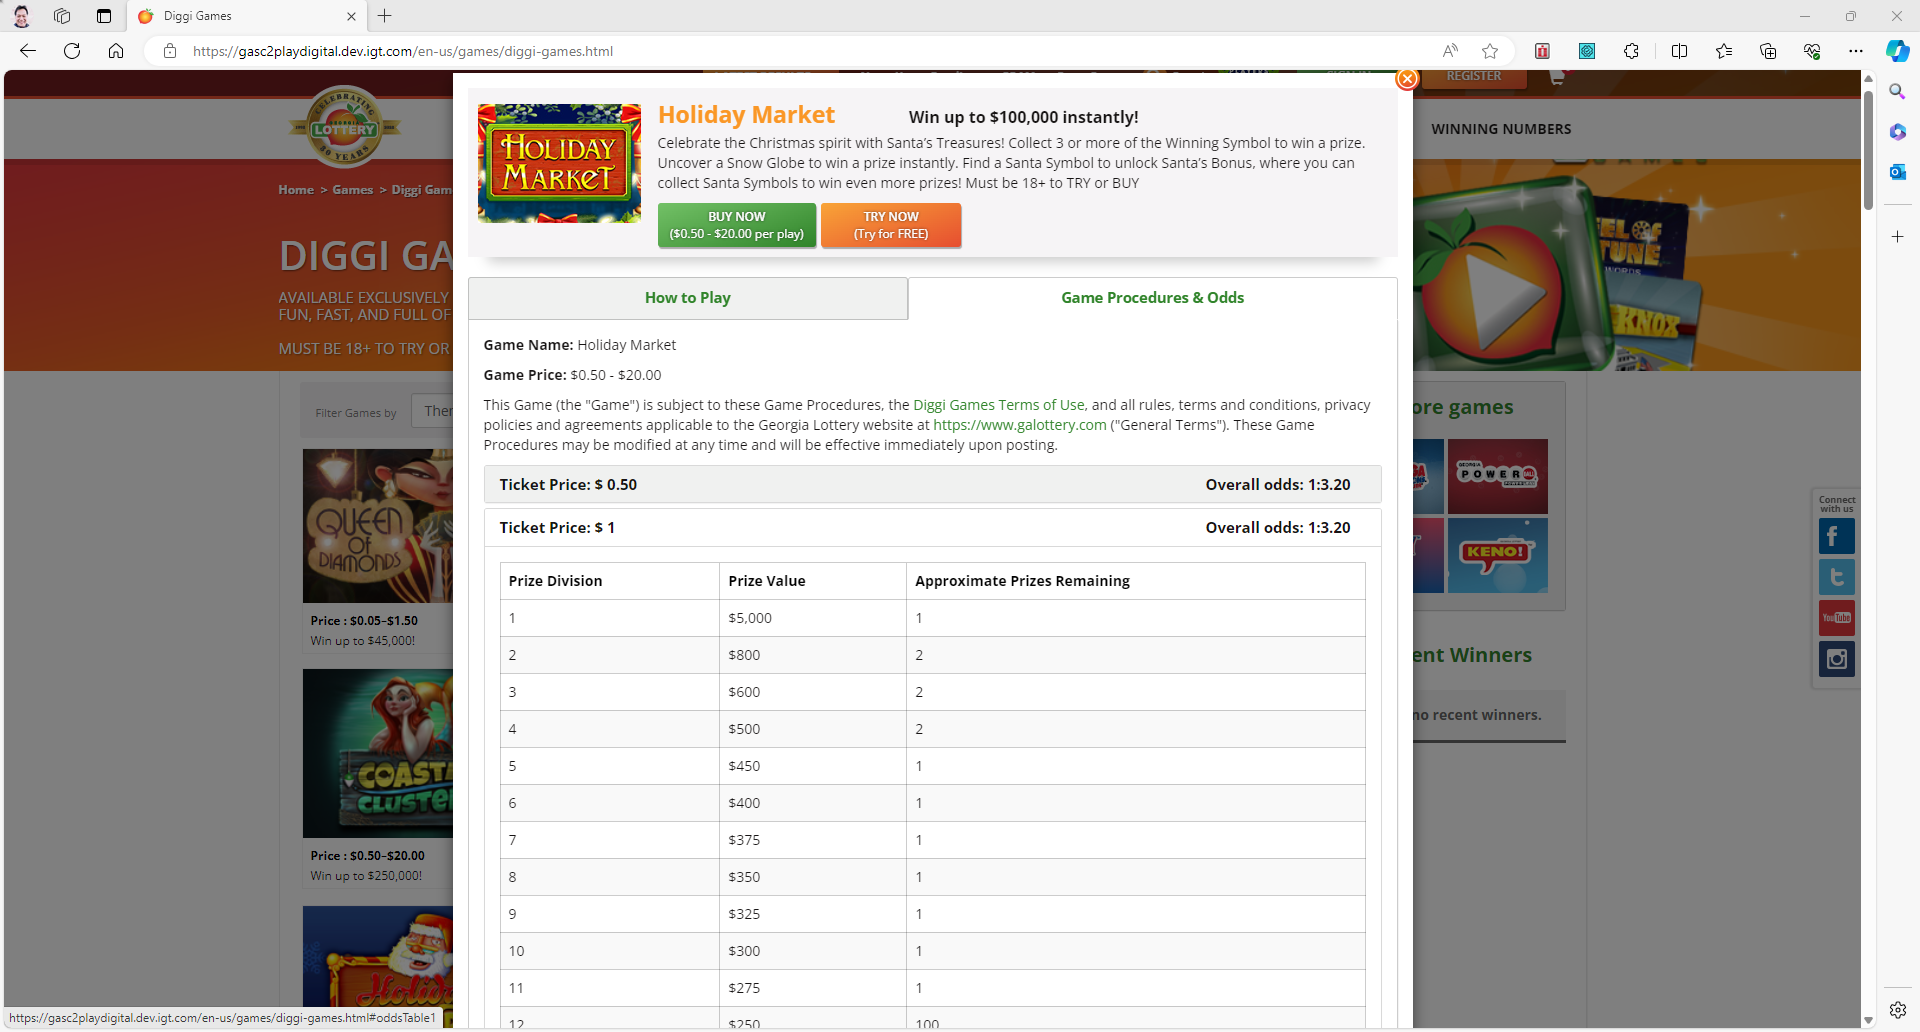 Diggi Games
https://gasc2playdigital.dev.igt.com/en-us/games/diggi-games.html
REGISTER
CELEBRATING
GEORGIA
LOTTERY
30 YEARS
WINNING NUMBERS
Home > Games > Diggi Gam
DIGGI GA
AVAILABLE EXCLUSIVELY
FUN, FAST, AND FULL OF
MUST BE 18+ TO TRY OR
HOLIDAY
MARKET
Holiday Market
Win up to $100,000 instantly!
Celebrate the Christmas spirit with Santa’s Treasures! Collect 3 or more of the Winning Symbol to win a prize.
Uncover a Snow Globe to win a prize instantly. Find a Santa Symbol to unlock Santa’s Bonus, where you can
collect Santa Symbols to win even more prizes! Must be 18+ to TRY or BUY
BUY NOW
($0.50 - $20.00 per play)
TRY NOW
(Try for FREE)
How to Play
Game Procedures & Odds
Game Name: Holiday Market
Game Price: $0.50 - $20.00
This Game (the "Game") is subject to these Game Procedures, the Diggi Games Terms of Use, and all rules, terms and conditions, privacy
policies and agreements applicable to the Georgia Lottery website at https://www.galottery.com ("General Terms"). These Game
Procedures may be modified at any time and will be effective immediately upon posting.
Ticket Price: $ 0.50 Overall odds: 1:3.20
Ticket Price: $ 1 Overall odds: 1:3.20
Prize Division Prize Value Approximate Prizes Remaining
1 $5,000 1
2 $800 2
3 $600 2
4 $500 2
5 $450 1
6 $400 1
7 $375 1
8 $350 1
9 $325 1
10 $300 1
11 $275 1
12 $250 100
Filter Games by
Ther
QUEEN
OF
DIAMONDS
Price : $0.05–$1.50
Win up to $45,000!
COASTA
CLUSTE
Price : $0.50–$20.00
Win up to $250,000!
Holid
EL OF
TUNE
WORDS
KNOX
ore games
GEORGIA
POWER
KENO!
ent Winners
no recent winners.
Connect
with us
YouTube
https://gasc2playdigital.dev.igt.com/en-us/games/diggi-games.html#oddsTable1